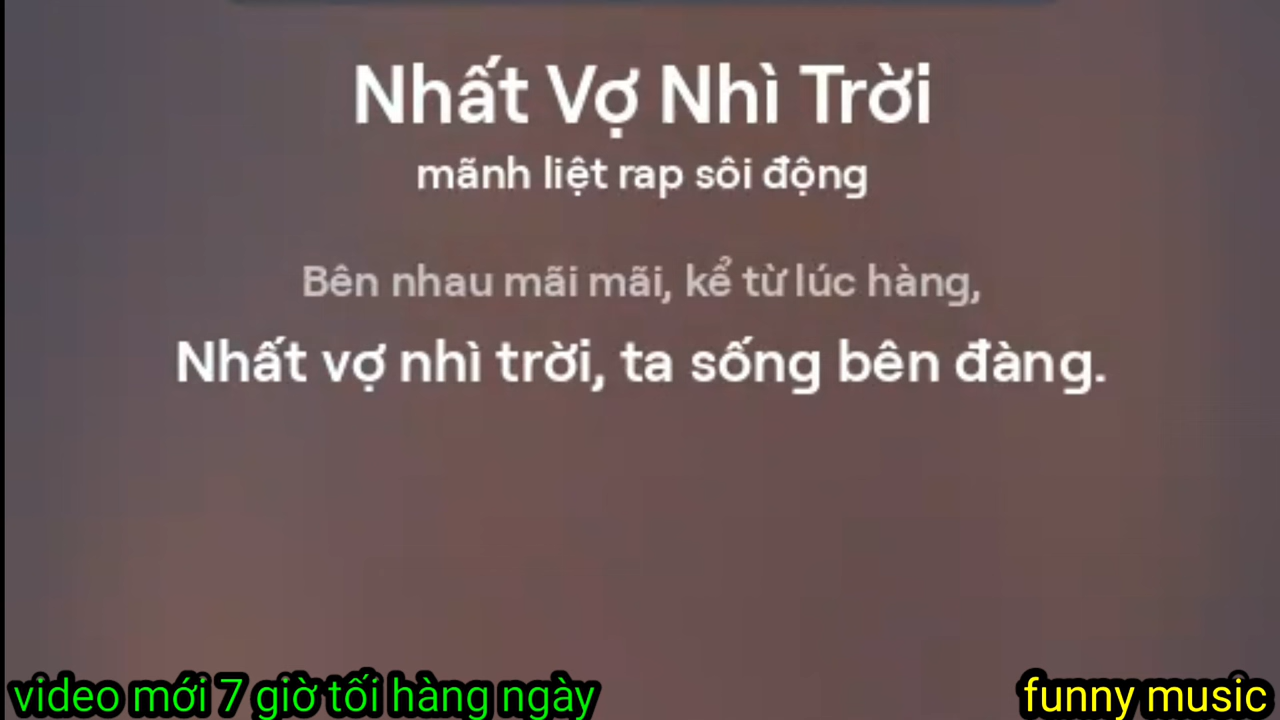 Nhất Vợ Nhì Trời
mãnh liệt rap sôi động
Bên nhau mãi mãi, kể từ lúc hàng,
Nhất vợ nhì trời, ta sống bên đàng.
video mới 7 giờ tối hàng ngày
funny music